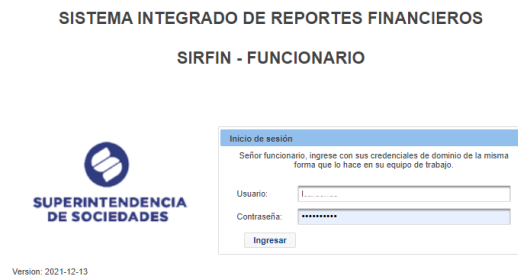 SISTEMA INTEGRADO DE REPORTES FINANCIEROS
SIRFIN - FUNCIONARIO
Inicio de sesión
Señor funcionario, ingrese con sus credenciales de dominio de la misma
forma que lo hace en su equipo de trabajo.
Usuario:
Contraseña: ••••••••••
Ingresar
SUPERINTENDENCIA
DE SOCIEDADES
Version: 2021-12-13